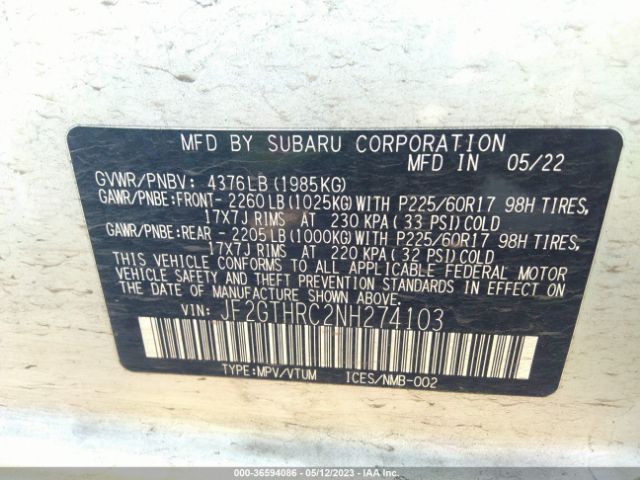 MFD BY SUBARU CORPORATION
MFD IN 05/22
GVWR/PNBV: 4376LB (1985KG)
GAWR/PNBE:FRONT- 2260LB (1025KG) WITH P225/60R17 98H TIRES,
17X7J RIMS AT 230 KPA ( 33 PSI) COLD
GAWR/PNBE:REAR - 2205LB (1000KG) WITH P225/60R17 98H TIRES,
17X7J RIMS AT 220 KPA ( 32 PSI) COLD
THIS VEHICLE CONFORMS TO ALL APPLICABLE FEDERAL MOTOR
VEHICLE SAFETY AND THEFT PREVENTION STANDARDS IN EFFECT ON
THE DATE OF MANUFACTURE SHOWN ABOVE.
VIN: JF2GTHRC2NH274103
TYPE:MPV/VTUM ICES/NMB-002
000-36594086 - 05/12/2023 - IAA Inc.